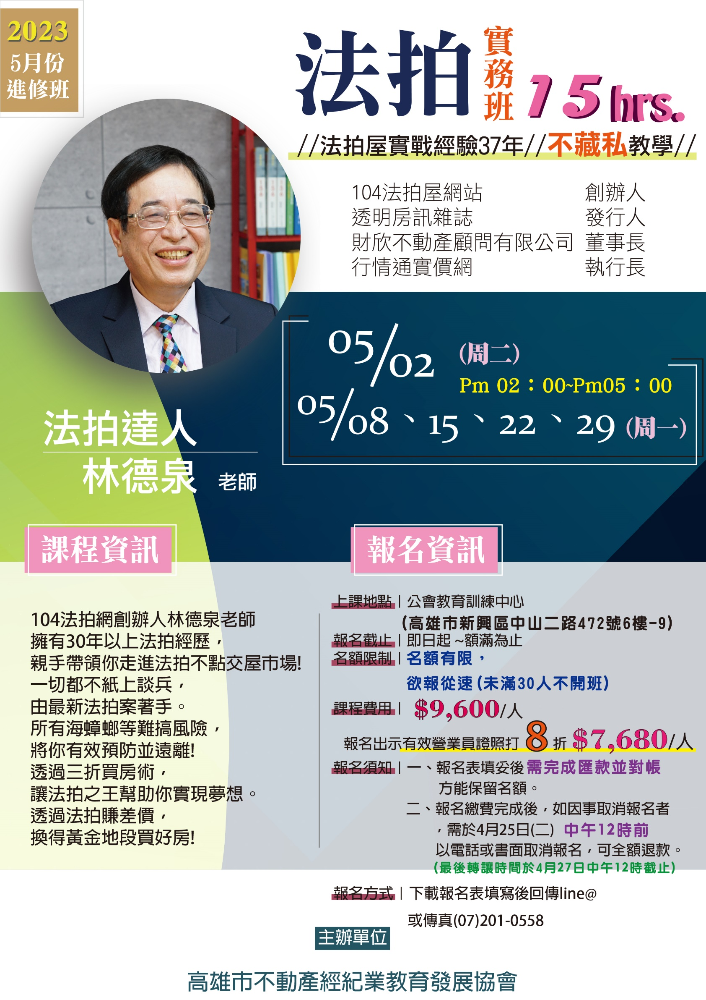 2023
5月份
進修班
法拍
實務班
15hrs.
//法拍屋實戰經驗37年//不藏私教學//
104法拍屋網站 創辦人
透明房訊雜誌 發行人
財欣不動產顧問有限公司 董事長
行情通實價網 執行長
05/02 (周二)
Pm 02：00~Pm05：00
05/08、15、22、29(周一)
法拍達人
林德泉 老師
課程資訊
104法拍網創辦人林德泉老師
擁有30年以上法拍經歷，
親手帶領你走進法拍不點交屋市場!
一切都不紙上談兵，
由最新法拍案著手。
所有海蟑螂等難搞風險，
將你有效預防並遠離!
透過三折買房術，
讓法拍之王幫助你實現夢想。
透過法拍賺差價，
換得黃金地段買好房!
報名資訊
上課地點｜公會教育訓練中心
(高雄市新興區中山二路472號6樓-9)
報名截止｜即日起 ~額滿為止
名額限制｜名額有限，
欲報從速(未滿30人不開班)
課程費用｜ $9,600/人
報名出示有效營業員證照打8折 $7,680/人
報名須知｜一、報名表填妥後需完成匯款並對帳
方能保留名額。
二、報名繳費完成後，如因事取消報名者
，需於4月25日(二) 中午12時前
以電話或書面取消報名，可全額退款。
(最後轉讓時間於4月27日中午12時截止)
報名方式｜下載報名表填寫後回傳line@
或傳真(07)201-0558
主辦單位
高雄市不動產經紀業教育發展協會